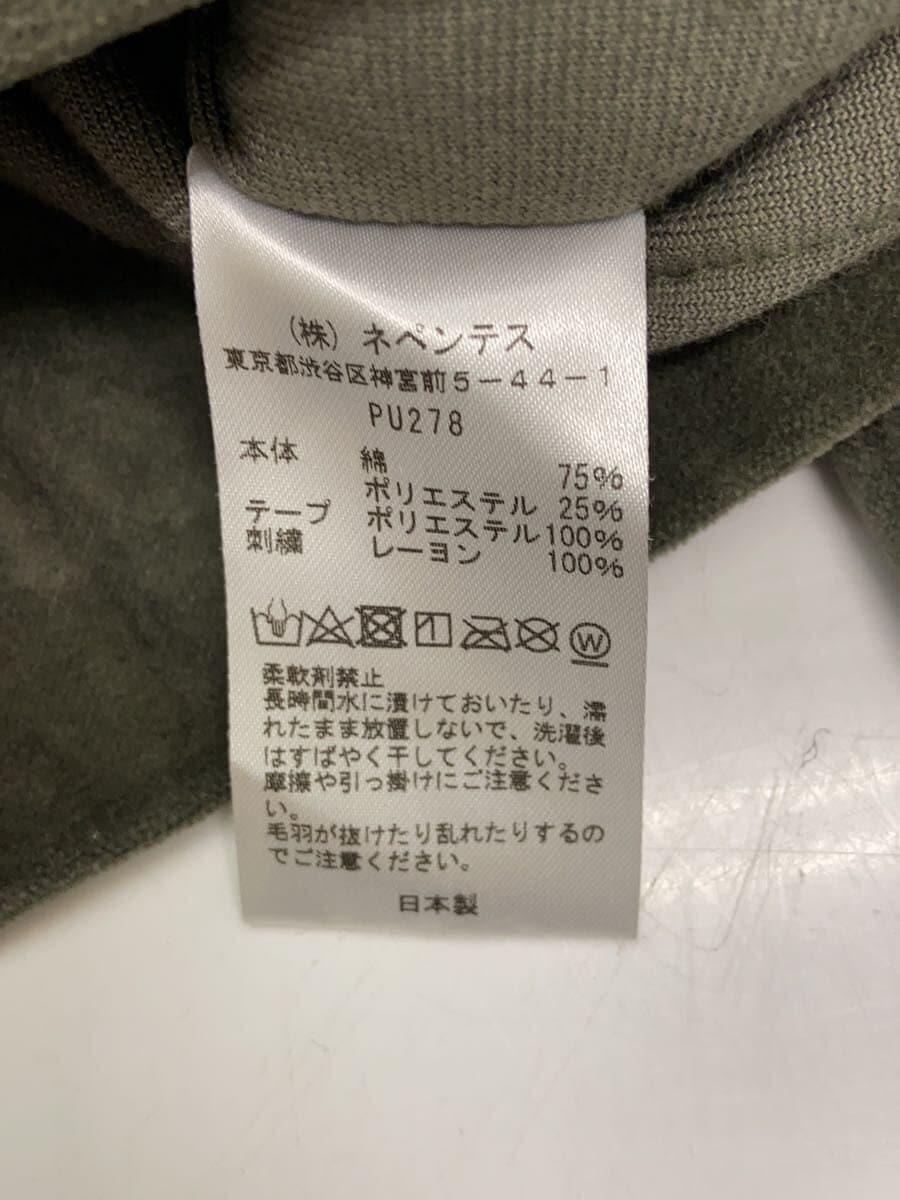 (株) ネペンテス
東京都渋谷区神宮前5-44-1
PU278
本体 綿 75%
ポリエステル 25%
テープ ポリエステル 100%
刺繍 レーヨン 100%
W
柔軟剤禁止
長時間水に漬けておいたり、濡
れたまま放置しないで、洗濯後
はすばやく干してください。
摩擦や引っ掛けにご注意くださ
い。
毛羽が抜けたり乱れたりするの
でご注意ください。
日本製